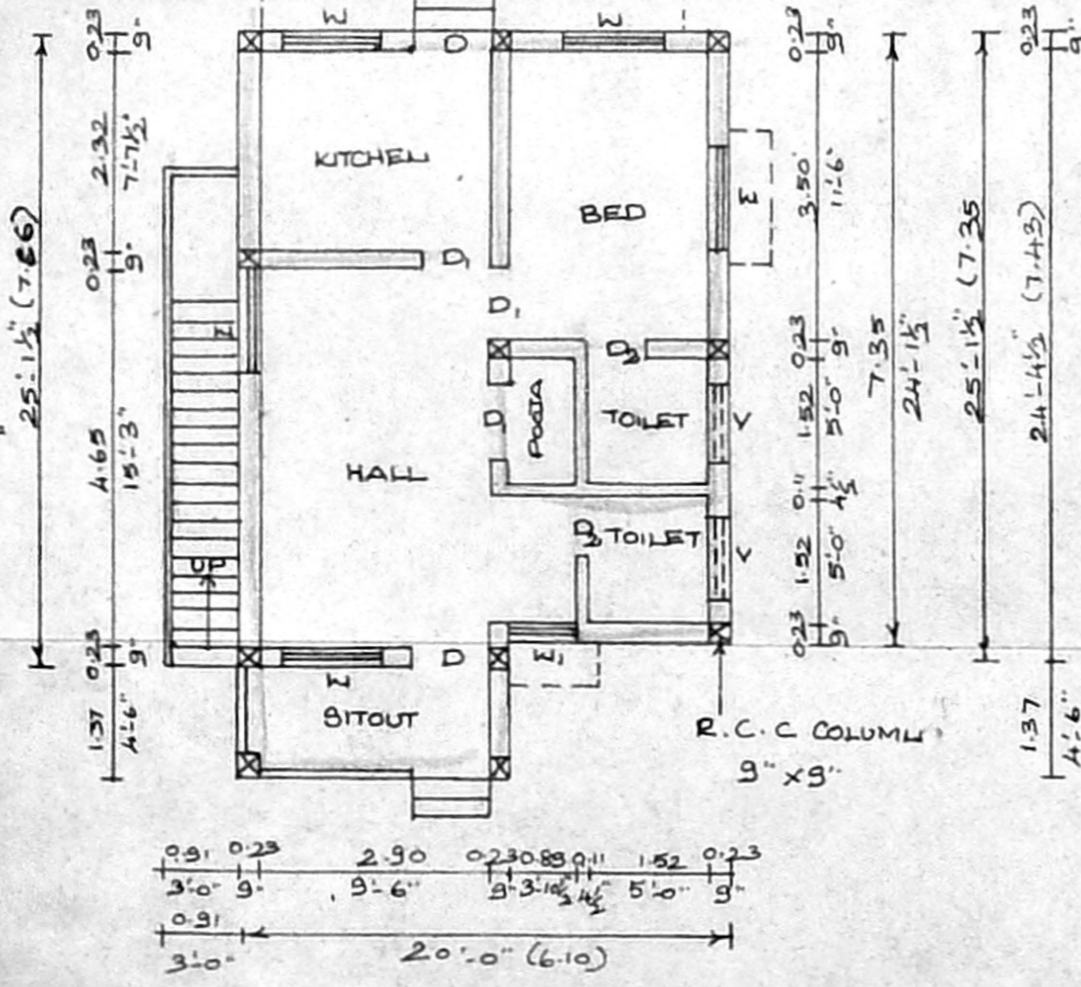 W
W
D
KITCHEN
BED
W
D
D1
W
D2
D
POOJA
TOILET
V
HALL
D2 TOILET
V
UP
D
W
W1
SITOUT
R.C.C COLUMN
9" X 9"
0.23
9"
2.32
7'-7½"
0.23
9"
4.65
15'-3"
0.23
9"
1.37
4'-6"
25'-1½" (7.66)
0.23
9"
3.50
11'-6"
0.23
9"
1.52
5'-0"
0.11
4½"
1.52
5'-0"
0.23
9"
7.35
24'-1½"
25'-1½" (7.35
0.23
9"
24'-4½" (7.43)
1.37
4'-6"
0.91 0.23 2.90 0.23 0.89 0.11 1.52 0.23
3'-0" 9" 9'-6" 9" 3'-10½" 4½" 5'-0" 9"
0.91
3'-0"
20'-0" (6.10)